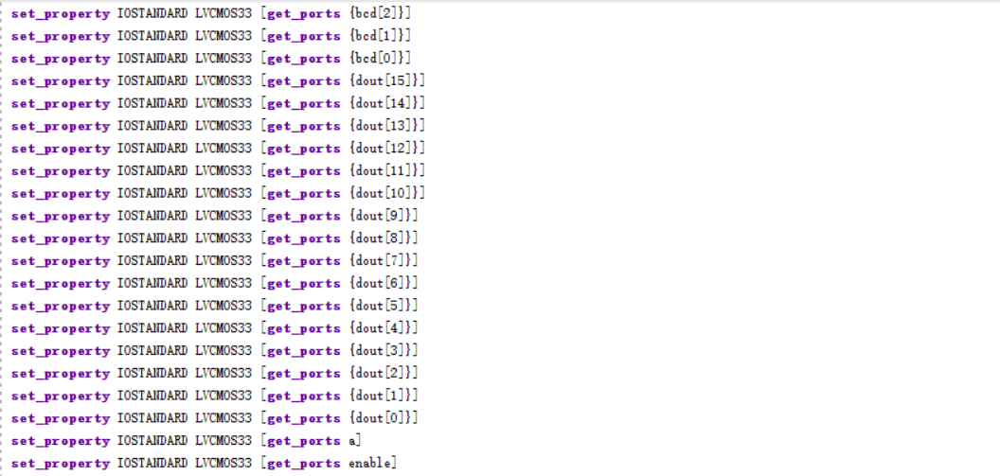 set_property IOSTANDARD LVCMOS33 [get_ports {bcd[2]}]
set_property IOSTANDARD LVCMOS33 [get_ports {bcd[1]}]
set_property IOSTANDARD LVCMOS33 [get_ports {bcd[0]}]
set_property IOSTANDARD LVCMOS33 [get_ports {dout[15]}]
set_property IOSTANDARD LVCMOS33 [get_ports {dout[14]}]
set_property IOSTANDARD LVCMOS33 [get_ports {dout[13]}]
set_property IOSTANDARD LVCMOS33 [get_ports {dout[12]}]
set_property IOSTANDARD LVCMOS33 [get_ports {dout[11]}]
set_property IOSTANDARD LVCMOS33 [get_ports {dout[10]}]
set_property IOSTANDARD LVCMOS33 [get_ports {dout[9]}]
set_property IOSTANDARD LVCMOS33 [get_ports {dout[8]}]
set_property IOSTANDARD LVCMOS33 [get_ports {dout[7]}]
set_property IOSTANDARD LVCMOS33 [get_ports {dout[6]}]
set_property IOSTANDARD LVCMOS33 [get_ports {dout[5]}]
set_property IOSTANDARD LVCMOS33 [get_ports {dout[4]}]
set_property IOSTANDARD LVCMOS33 [get_ports {dout[3]}]
set_property IOSTANDARD LVCMOS33 [get_ports {dout[2]}]
set_property IOSTANDARD LVCMOS33 [get_ports {dout[1]}]
set_property IOSTANDARD LVCMOS33 [get_ports {dout[0]}]
set_property IOSTANDARD LVCMOS33 [get_ports a]
set_property IOSTANDARD LVCMOS33 [get_ports enable]